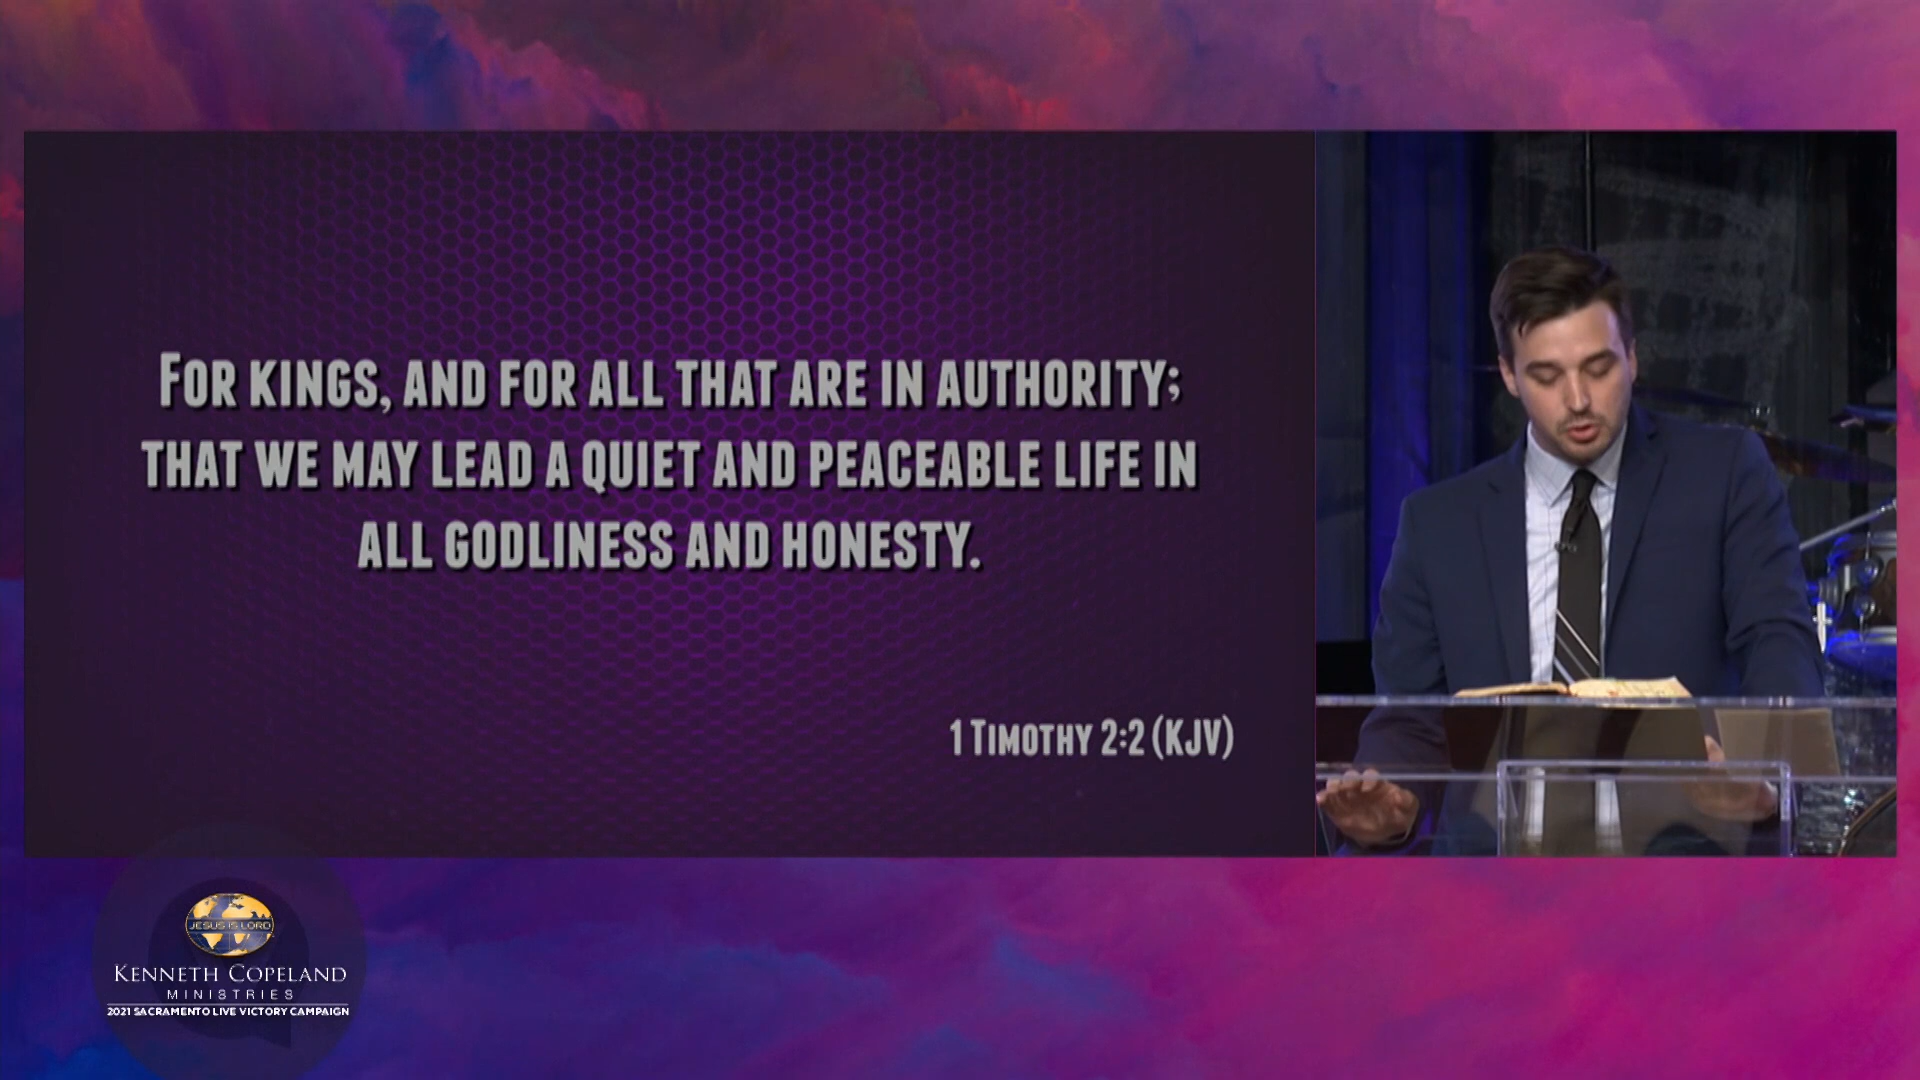 For kings, and for all that are in authority;
that we may lead a quiet and peaceable life in
all godliness and honesty.
1 Timothy 2:2 (KJV)
JESUS IS LORD
KENNETH COPELAND
MINISTRIES
2021 SACRAMENTO LIVE VICTORY CAMPAIGN